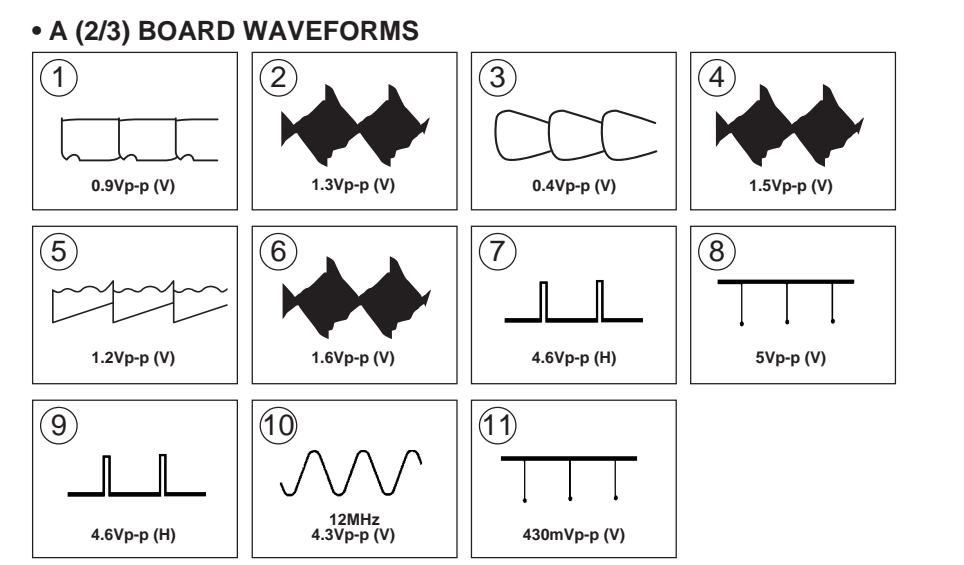 • A (2/3) BOARD WAVEFORMS
1
0.9Vp-p (V)
2
1.3Vp-p (V)
3
0.4Vp-p (V)
4
1.5Vp-p (V)
5
1.2Vp-p (V)
6
1.6Vp-p (V)
7
4.6Vp-p (H)
8
5Vp-p (V)
9
4.6Vp-p (H)
10
12MHz
4.3Vp-p (V)
11
430mVp-p (V)